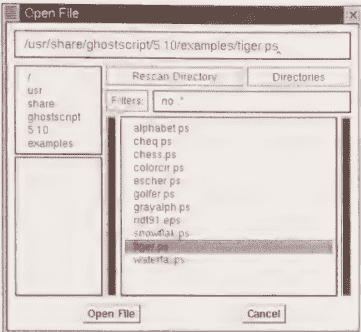 Open File
/usr/share/ghostscript/5.10/examples/tiger.ps
/
usr
share
ghostscript
5.10
examples
Rescan Directory
Directories
Filters:
no .*
alphabet.ps
cheq.ps
chess.ps
colorcir.ps
escher.ps
golfer.ps
grayalph.ps
ridt91.eps
snowflak.ps
tiger.ps
waterfal.ps
Open File
Cancel